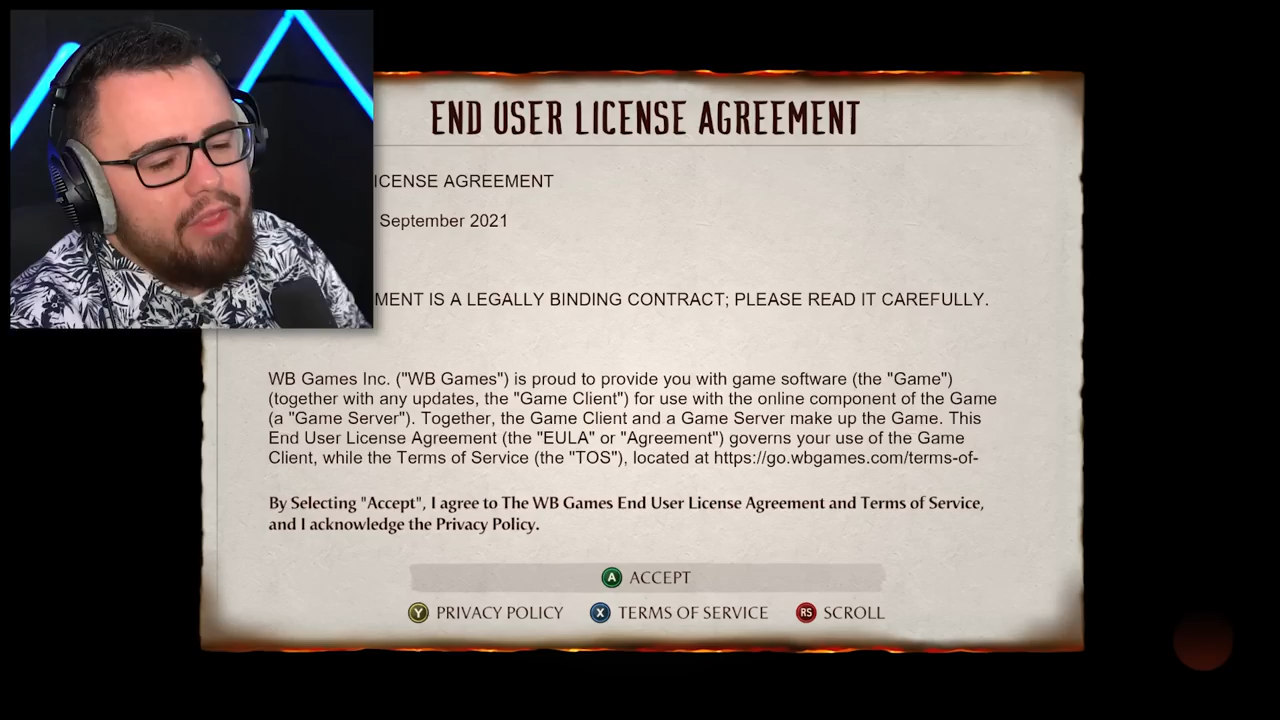 END USER LICENSE AGREEMENT
ICENSE AGREEMENT
September 2021
MENT IS A LEGALLY BINDING CONTRACT; PLEASE READ IT CAREFULLY.
WB Games Inc. ("WB Games") is proud to provide you with game software (the "Game")
(together with any updates, the "Game Client") for use with the online component of the Game
(a "Game Server"). Together, the Game Client and a Game Server make up the Game. This
End User License Agreement (the "EULA" or "Agreement") governs your use of the Game
Client, while the Terms of Service (the "TOS"), located at https://go.wbgames.com/terms-of-
By Selecting "Accept", I agree to The WB Games End User License Agreement and Terms of Service,
and I acknowledge the Privacy Policy.
A ACCEPT
Y PRIVACY POLICY X TERMS OF SERVICE RS SCROLL